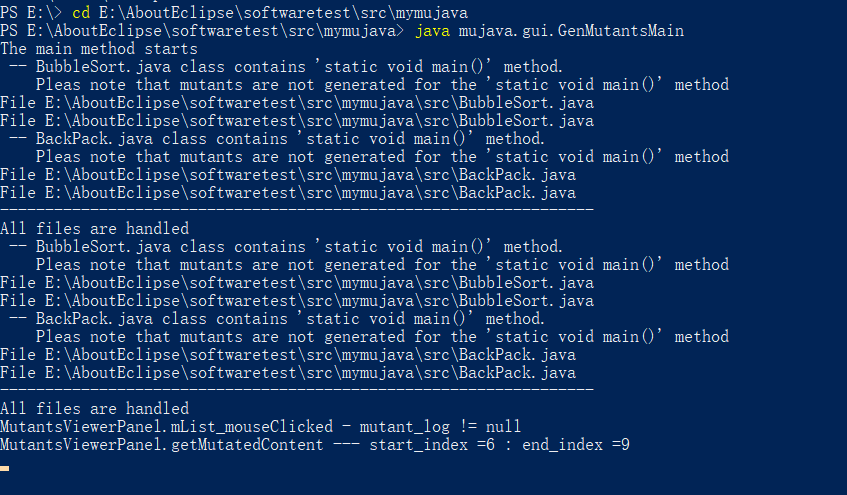 PS E:\> cd E:\AboutEclipse\softwaretest\src\mymujava
PS E:\AboutEclipse\softwaretest\src\mymujava> java mujava.gui.GenMutantsMain
The main method starts
 -- BubbleSort.java class contains 'static void main()' method.
    Pleas note that mutants are not generated for the 'static void main()' method
File E:\AboutEclipse\softwaretest\src\mymujava\src\BubbleSort.java
File E:\AboutEclipse\softwaretest\src\mymujava\src\BubbleSort.java
 -- BackPack.java class contains 'static void main()' method.
    Pleas note that mutants are not generated for the 'static void main()' method
File E:\AboutEclipse\softwaretest\src\mymujava\src\BackPack.java
File E:\AboutEclipse\softwaretest\src\mymujava\src\BackPack.java
------------------------------------------------------------------
All files are handled
 -- BubbleSort.java class contains 'static void main()' method.
    Pleas note that mutants are not generated for the 'static void main()' method
File E:\AboutEclipse\softwaretest\src\mymujava\src\BubbleSort.java
File E:\AboutEclipse\softwaretest\src\mymujava\src\BubbleSort.java
 -- BackPack.java class contains 'static void main()' method.
    Pleas note that mutants are not generated for the 'static void main()' method
File E:\AboutEclipse\softwaretest\src\mymujava\src\BackPack.java
File E:\AboutEclipse\softwaretest\src\mymujava\src\BackPack.java
------------------------------------------------------------------
All files are handled
MutantsViewerPanel.mList_mouseClicked - mutant_log != null
MutantsViewerPanel.getMutatedContent --- start_index =6 : end_index =9